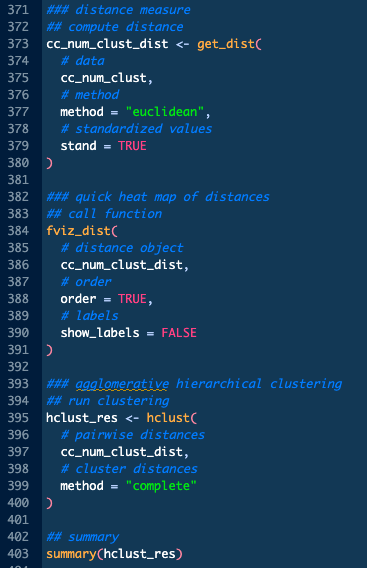 371 ### distance measure
372 ## compute distance
373 cc_num_clust_dist <- get_dist(
374   # data
375   cc_num_clust,
376   # method
377   method = "euclidean",
378   # standardized values
379   stand = TRUE
380 )
381
382 ### quick heat map of distances
383 ## call function
384 fviz_dist(
385   # distance object
386   cc_num_clust_dist,
387   # order
388   order = TRUE,
389   # labels
390   show_labels = FALSE
391 )
392
393 ### agglomerative hierarchical clustering
394 ## run clustering
395 hclust_res <- hclust(
396   # pairwise distances
397   cc_num_clust_dist,
398   # cluster distances
399   method = "complete"
400 )
401
402 ## summary
403 summary(hclust_res)